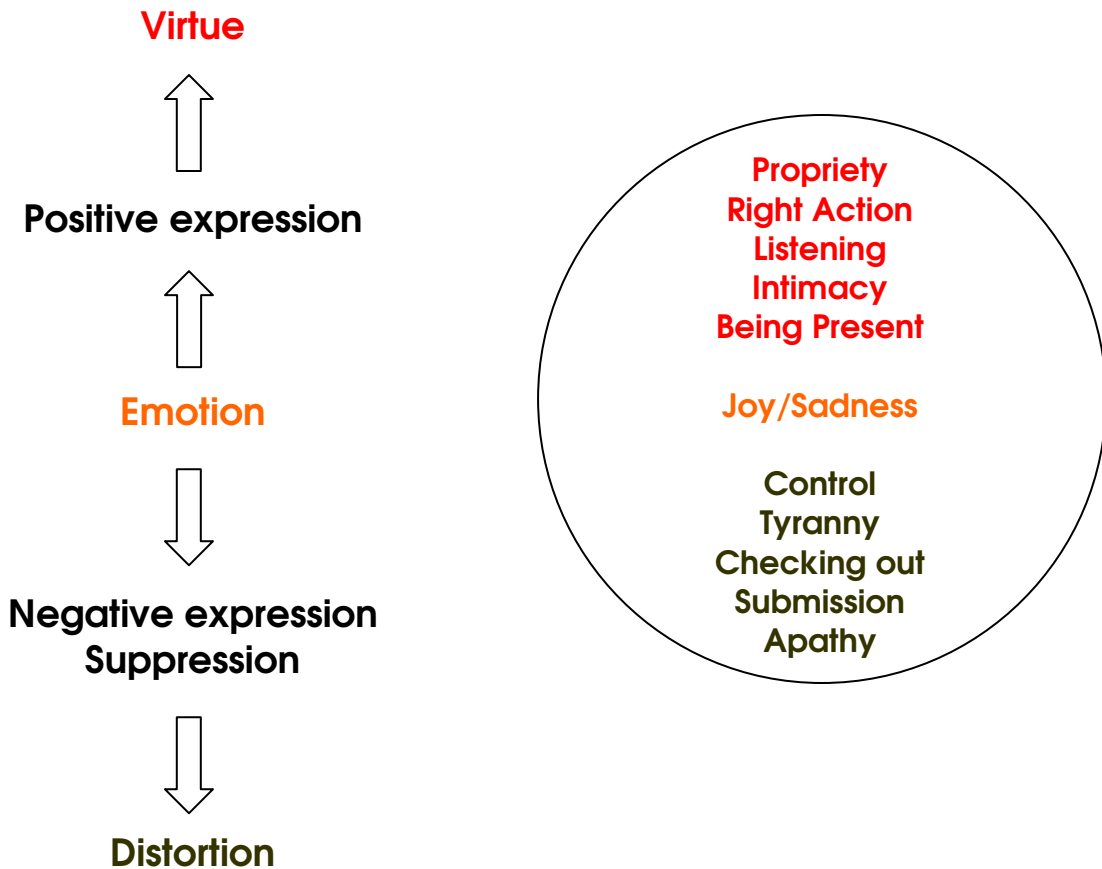 Virtue
Positive expression
Emotion
Negative expression
Suppression
Distortion
Propriety
Right Action
Listening
Intimacy
Being Present
Joy/Sadness
Control
Tyranny
Checking out
Submission
Apathy